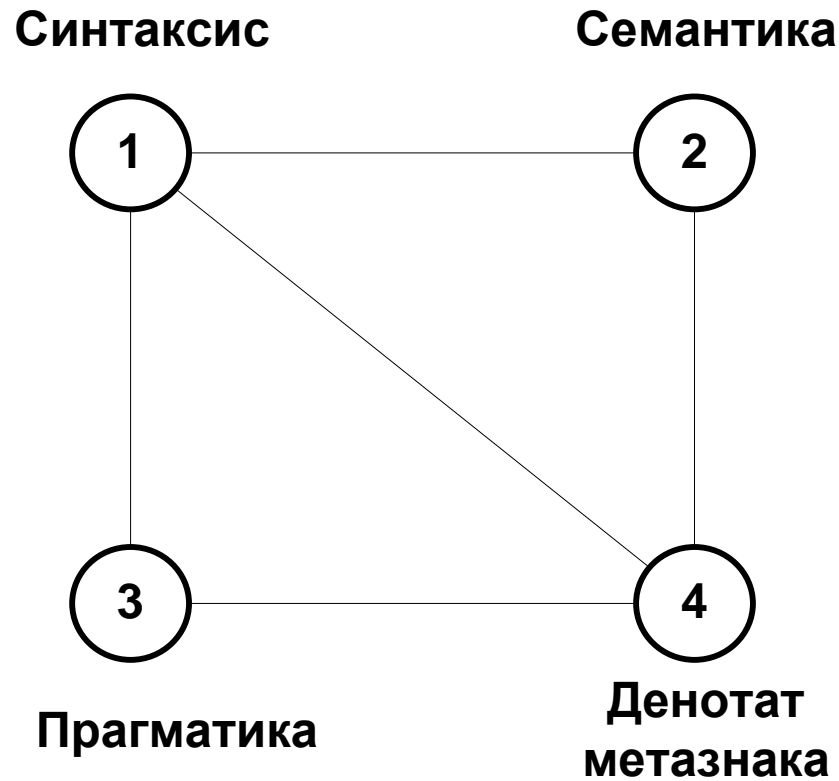 Синтаксис
Семантика
1
2
3
4
Прагматика
Денотат
метазнака